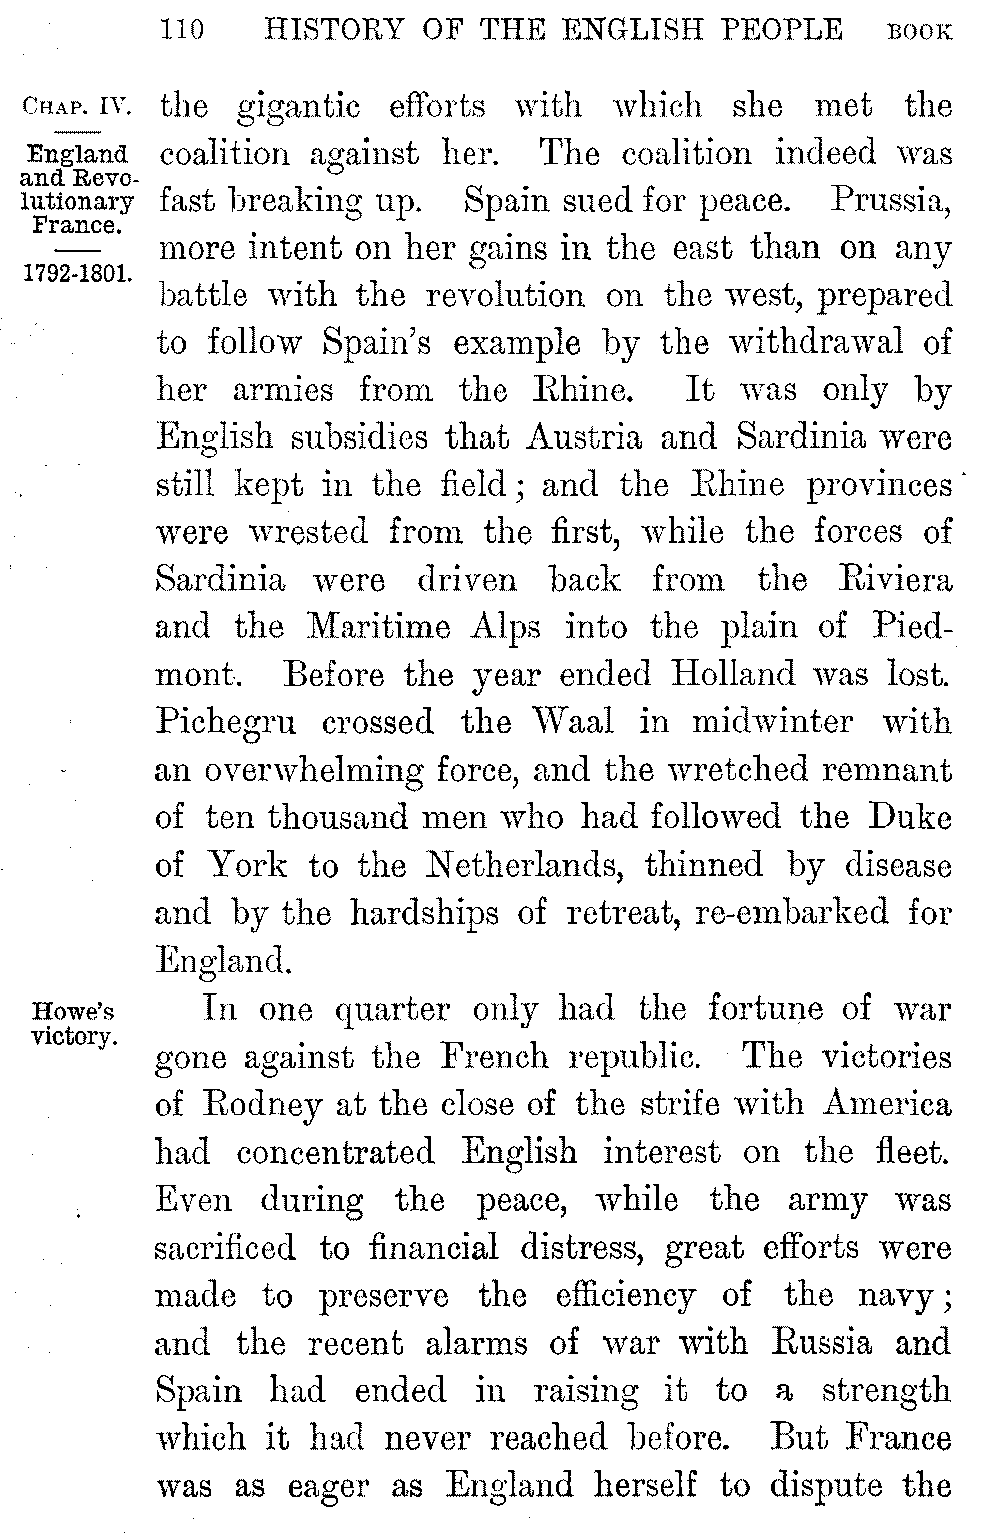 110 HISTORY OF THE ENGLISH PEOPLE BOOK
CHAP. IV.
England
and Revo-
lutionary
France.
1792-1801.
the gigantic efforts with which she met the
coalition against her. The coalition indeed was
fast breaking up. Spain sued for peace. Prussia,
more intent on her gains in the east than on any
battle with the revolution on the west, prepared
to follow Spain's example by the withdrawal of
her armies from the Rhine. It was only by
English subsidies that Austria and Sardinia were
still kept in the field; and the Rhine provinces
were wrested from the first, while the forces of
Sardinia were driven back from the Riviera
and the Maritime Alps into the plain of Pied-
mont. Before the year ended Holland was lost.
Pichegru crossed the Waal in midwinter with
an overwhelming force, and the wretched remnant
of ten thousand men who had followed the Duke
of York to the Netherlands, thinned by disease
and by the hardships of retreat, re-embarked for
England.
Howe's
victory.
In one quarter only had the fortune of war
gone against the French republic. The victories
of Rodney at the close of the strife with America
had concentrated English interest on the fleet.
Even during the peace, while the army was
sacrificed to financial distress, great efforts were
made to preserve the efficiency of the navy;
and the recent alarms of war with Russia and
Spain had ended in raising it to a strength
which it had never reached before. But France
was as eager as England herself to dispute the